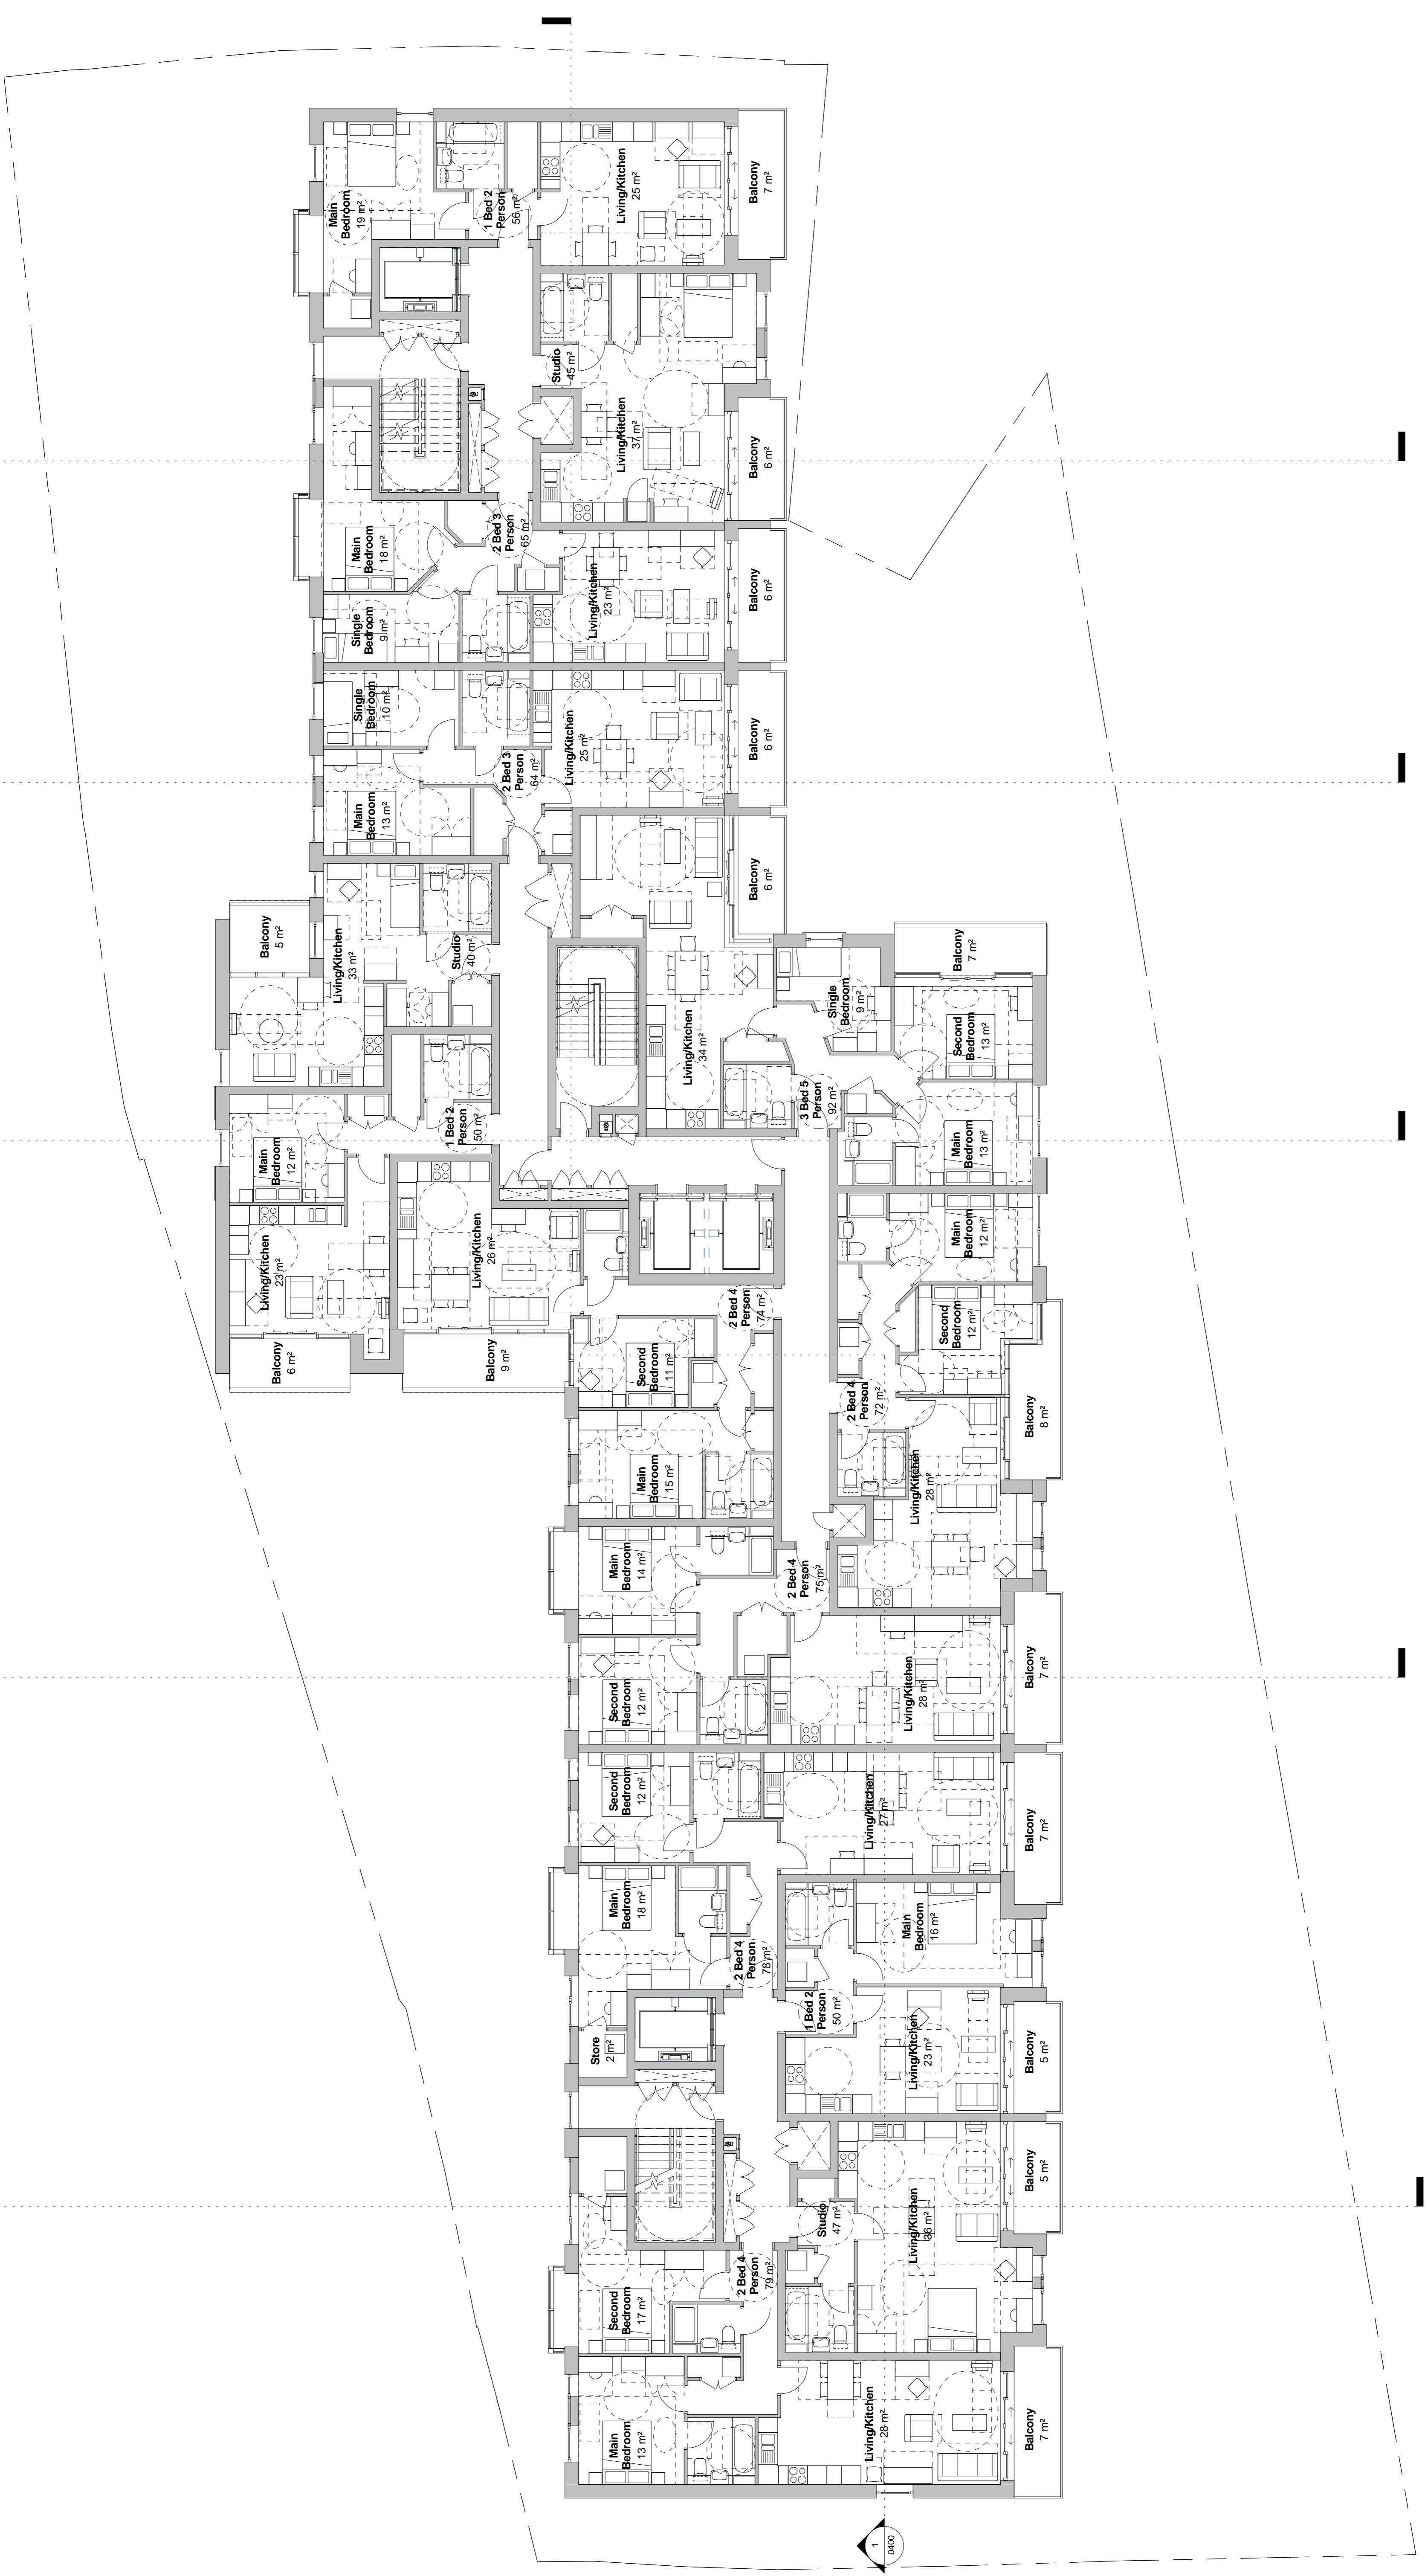 Main
Bedroom
19 m²
1 Bed 2
Person
56 m²
Living/Kitchen
25 m²
Balcony
7 m²
Studio
45 m²
Living/Kitchen
37 m²
Balcony
6 m²
Main
Bedroom
18 m²
2 Bed 3
Person
65 m²
Single
Bedroom
9 m²
Living/Kitchen
23 m²
Balcony
6 m²
Single
Bedroom
10 m²
Main
Bedroom
13 m²
2 Bed 3
Person
64 m²
Living/Kitchen
25 m²
Balcony
6 m²
Balcony
5 m²
Living/Kitchen
33 m²
Studio
40 m²
Living/Kitchen
34 m²
Balcony
6 m²
Single
Bedroom
9 m²
Balcony
7 m²
Second
Bedroom
13 m²
3 Bed 5
Person
92 m²
Main
Bedroom
13 m²
Main
Bedroom
12 m²
1 Bed 2
Person
50 m²
Living/Kitchen
23 m²
Balcony
6 m²
Living/Kitchen
26 m²
Balcony
9 m²
2 Bed 4
Person
74 m²
Second
Bedroom
11 m²
Main
Bedroom
15 m²
Main
Bedroom
12 m²
Second
Bedroom
12 m²
2 Bed 4
Person
72 m²
Living/Kitchen
28 m²
Balcony
8 m²
Main
Bedroom
14 m²
2 Bed 4
Person
75 m²
Second
Bedroom
12 m²
Living/Kitchen
28 m²
Balcony
7 m²
Second
Bedroom
12 m²
Living/Kitchen
27 m²
Balcony
7 m²
Main
Bedroom
18 m²
2 Bed 4
Person
78 m²
Store
2 m²
Main
Bedroom
16 m²
1 Bed 2
Person
50 m²
Living/Kitchen
23 m²
Balcony
5 m²
Studio
47 m²
Living/Kitchen
36 m²
Balcony
5 m²
Second
Bedroom
17 m²
2 Bed 4
Person
79 m²
Main
Bedroom
13 m²
Living/Kitchen
28 m²
Balcony
7 m²
1
0400